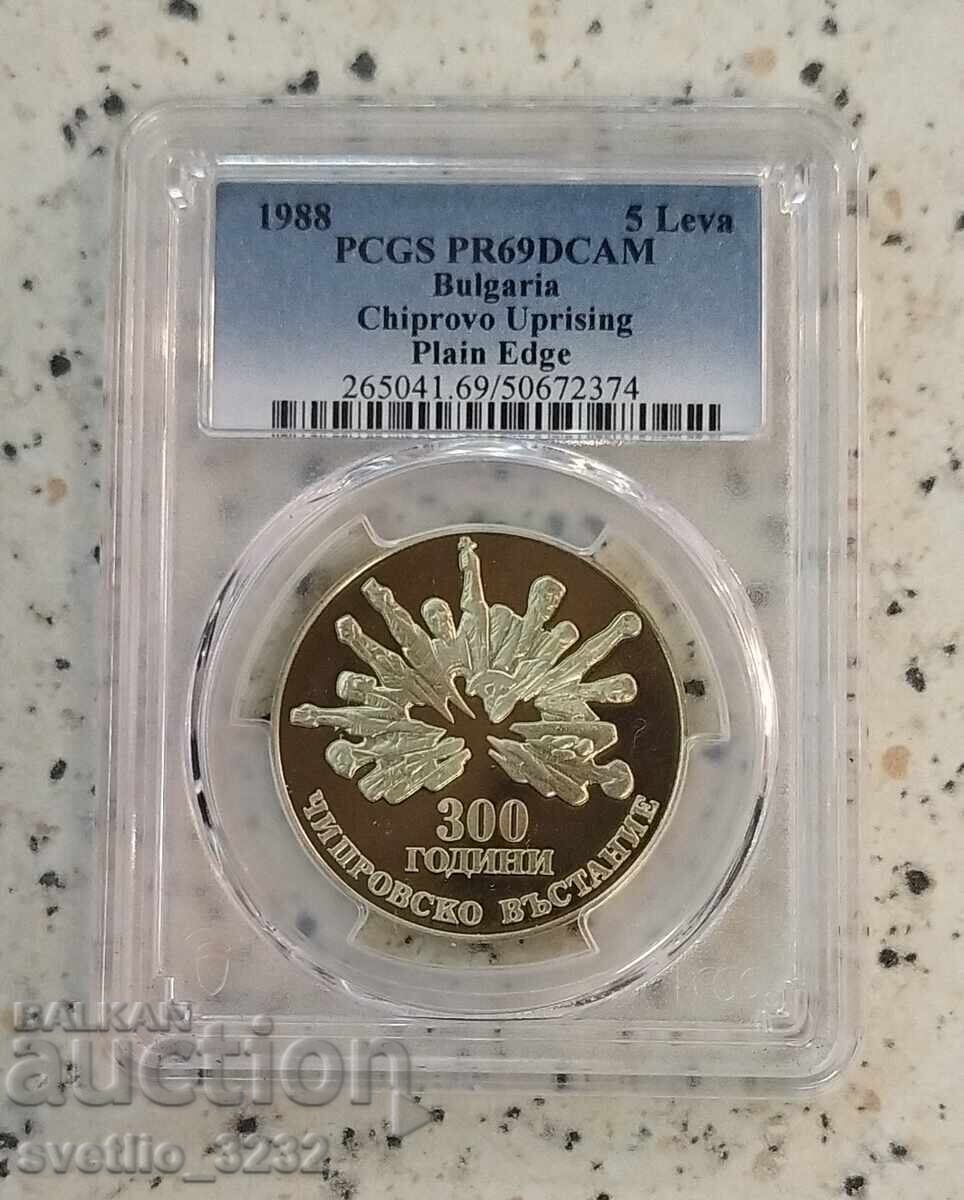 1988 5 Leva
PCGS PR69DCAM
Bulgaria
Chiprovo Uprising
Plain Edge
265041.69/50672374
300
ГОДИНИ
ЧИПРОВСКО ВЪСТАНИЕ
BALKAN
auction
svetlio_3232